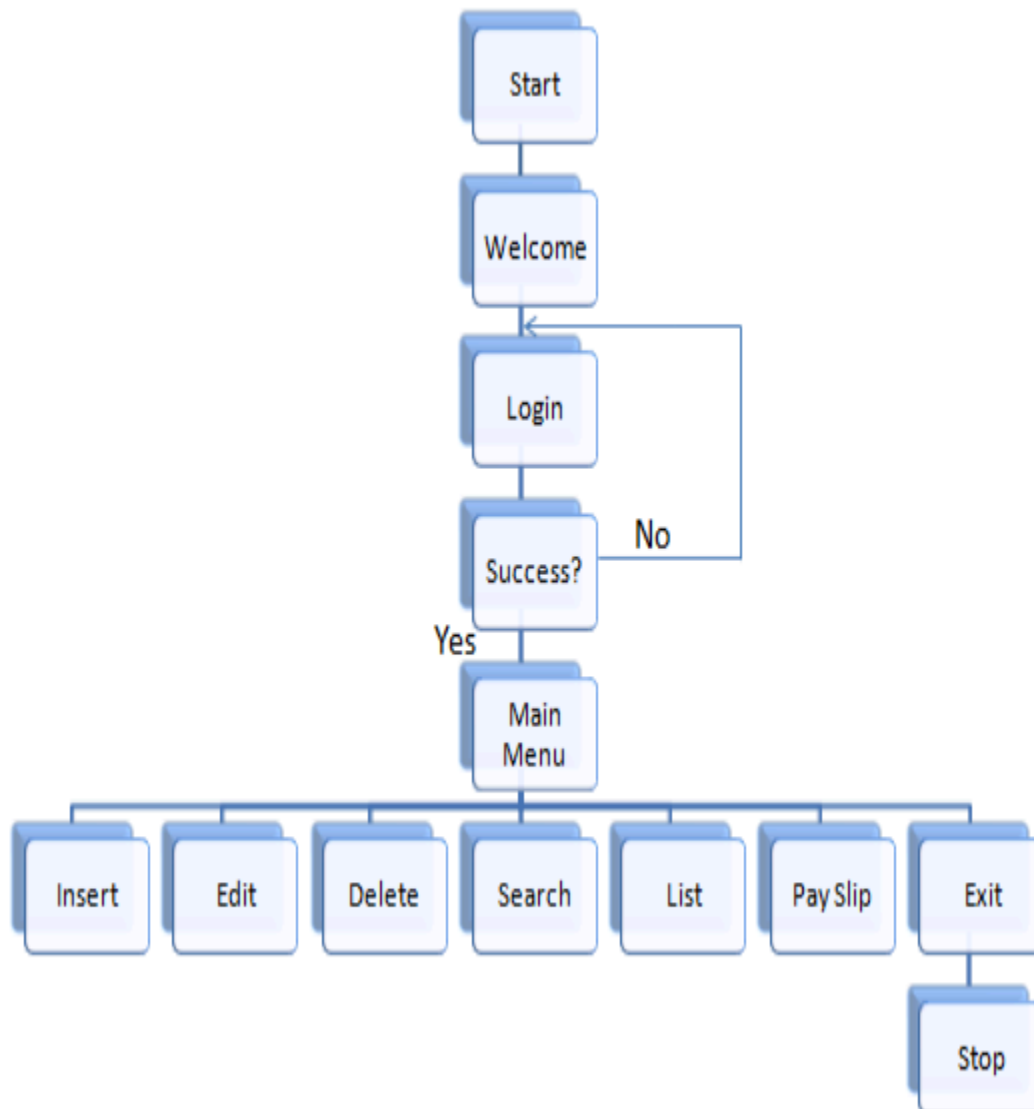 Start
Welcome
Login
Success?
No
Yes
Main
Menu
Insert
Edit
Delete
Search
List
Pay Slip
Exit
Stop